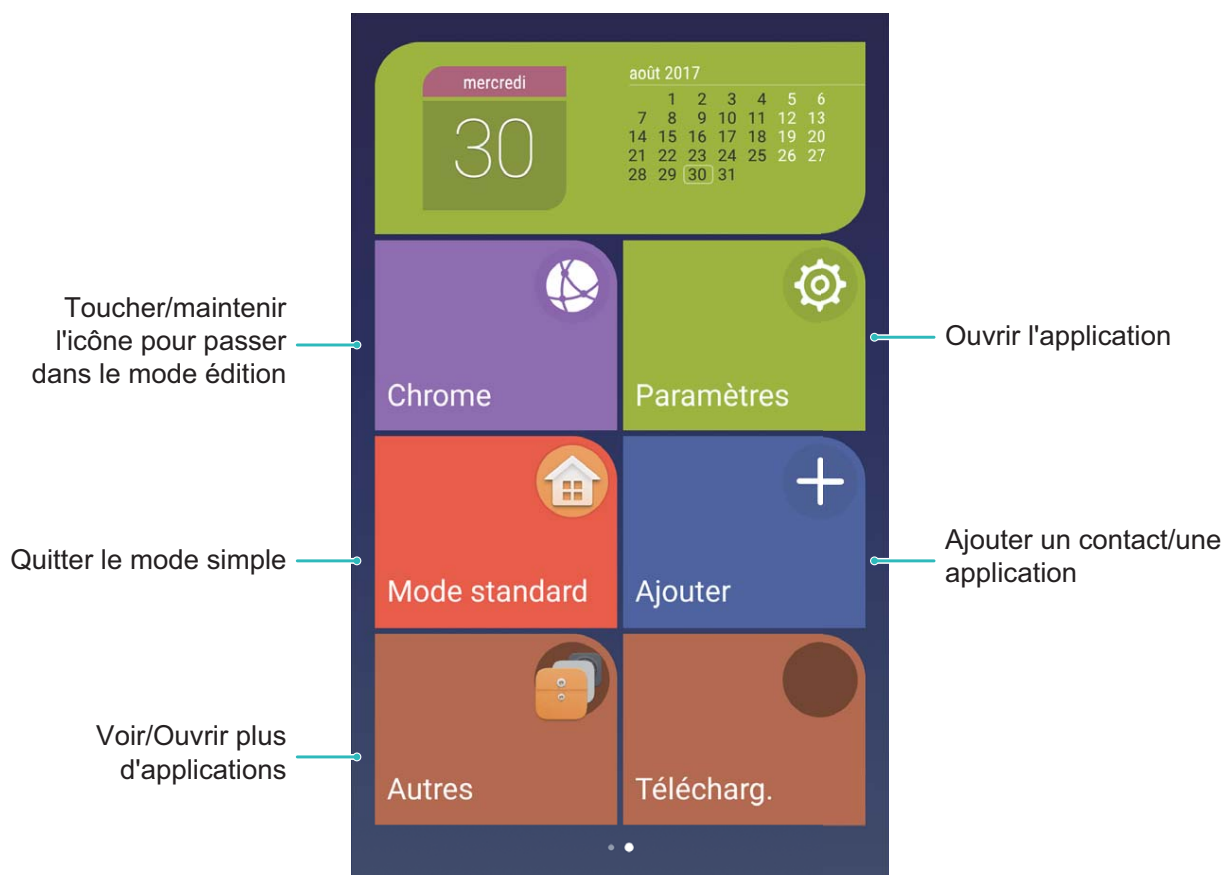 mercredi
30
août 2017
1 2 3 4 5 6
7 8 9 10 11 12 13
14 15 16 17 18 19 20
21 22 23 24 25 26 27
28 29 30 31
Toucher/maintenir
l'icône pour passer
dans le mode édition
Chrome
Paramètres
Ouvrir l'application
Quitter le mode simple
Mode standard
Ajouter
Ajouter un contact/une
application
Voir/Ouvrir plus
d'applications
Autres
Télécharg.